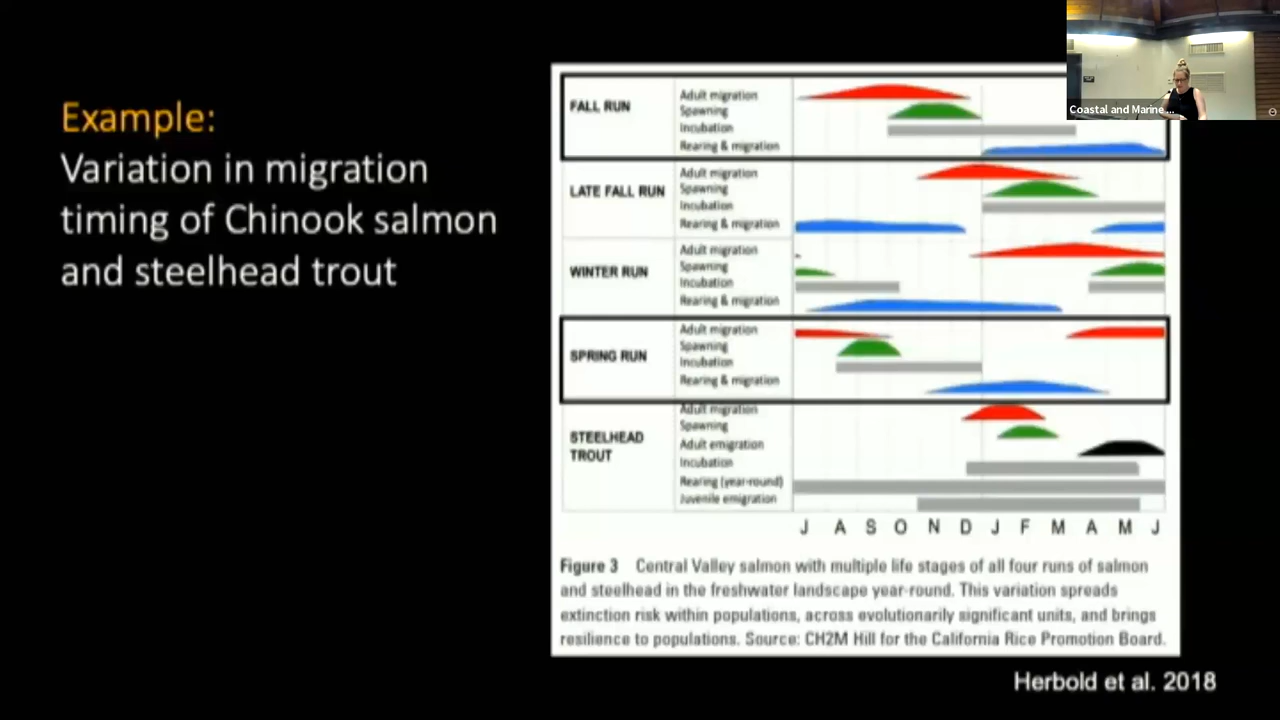 Example:
Variation in migration
timing of Chinook salmon
and steelhead trout
Coastal and Marine ...
FALL RUN
Adult migration
Spawning
Incubation
Rearing & migration
LATE FALL RUN
Adult migration
Spawning
Incubation
Rearing & migration
WINTER RUN
Adult migration
Spawning
Incubation
Rearing & migration
SPRING RUN
Adult migration
Spawning
Incubation
Rearing & migration
STEELHEAD
TROUT
Adult migration
Spawning
Adult emigration
Incubation
Rearing (year-round)
Juvenile emigration
J A S O N D J F M A M J
Figure 3 Central Valley salmon with multiple life stages of all four runs of salmon
and steelhead in the freshwater landscape year-round. This variation spreads
extinction risk within populations, across evolutionarily significant units, and brings
resilience to populations. Source: CH2M Hill for the California Rice Promotion Board.
Herbold et al. 2018